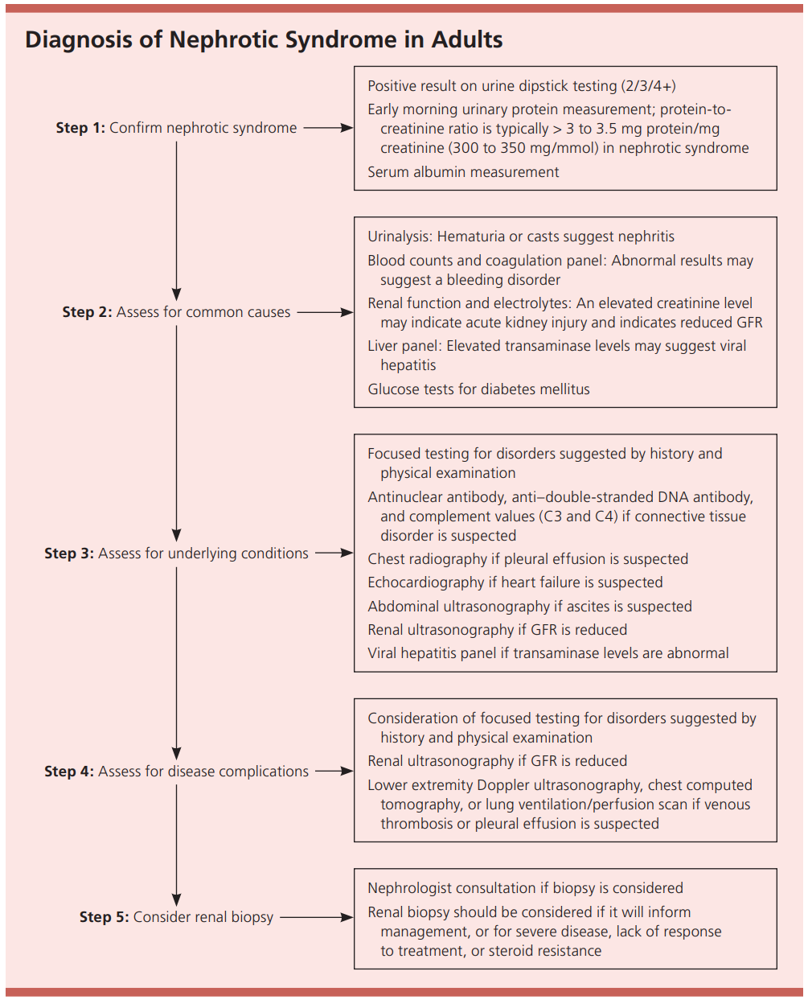 Diagnosis of Nephrotic Syndrome in Adults
Step 1: Confirm nephrotic syndrome
Positive result on urine dipstick testing (2/3/4+)
Early morning urinary protein measurement; protein-to-
creatinine ratio is typically > 3 to 3.5 mg protein/mg
creatinine (300 to 350 mg/mmol) in nephrotic syndrome
Serum albumin measurement
Step 2: Assess for common causes
Urinalysis: Hematuria or casts suggest nephritis
Blood counts and coagulation panel: Abnormal results may
suggest a bleeding disorder
Renal function and electrolytes: An elevated creatinine level
may indicate acute kidney injury and indicates reduced GFR
Liver panel: Elevated transaminase levels may suggest viral
hepatitis
Glucose tests for diabetes mellitus
Step 3: Assess for underlying conditions
Focused testing for disorders suggested by history and
physical examination
Antinuclear antibody, anti–double-stranded DNA antibody,
and complement values (C3 and C4) if connective tissue
disorder is suspected
Chest radiography if pleural effusion is suspected
Echocardiography if heart failure is suspected
Abdominal ultrasonography if ascites is suspected
Renal ultrasonography if GFR is reduced
Viral hepatitis panel if transaminase levels are abnormal
Step 4: Assess for disease complications
Consideration of focused testing for disorders suggested by
history and physical examination
Renal ultrasonography if GFR is reduced
Lower extremity Doppler ultrasonography, chest computed
tomography, or lung ventilation/perfusion scan if venous
thrombosis or pleural effusion is suspected
Step 5: Consider renal biopsy
Nephrologist consultation if biopsy is considered
Renal biopsy should be considered if it will inform
management, or for severe disease, lack of response
to treatment, or steroid resistance